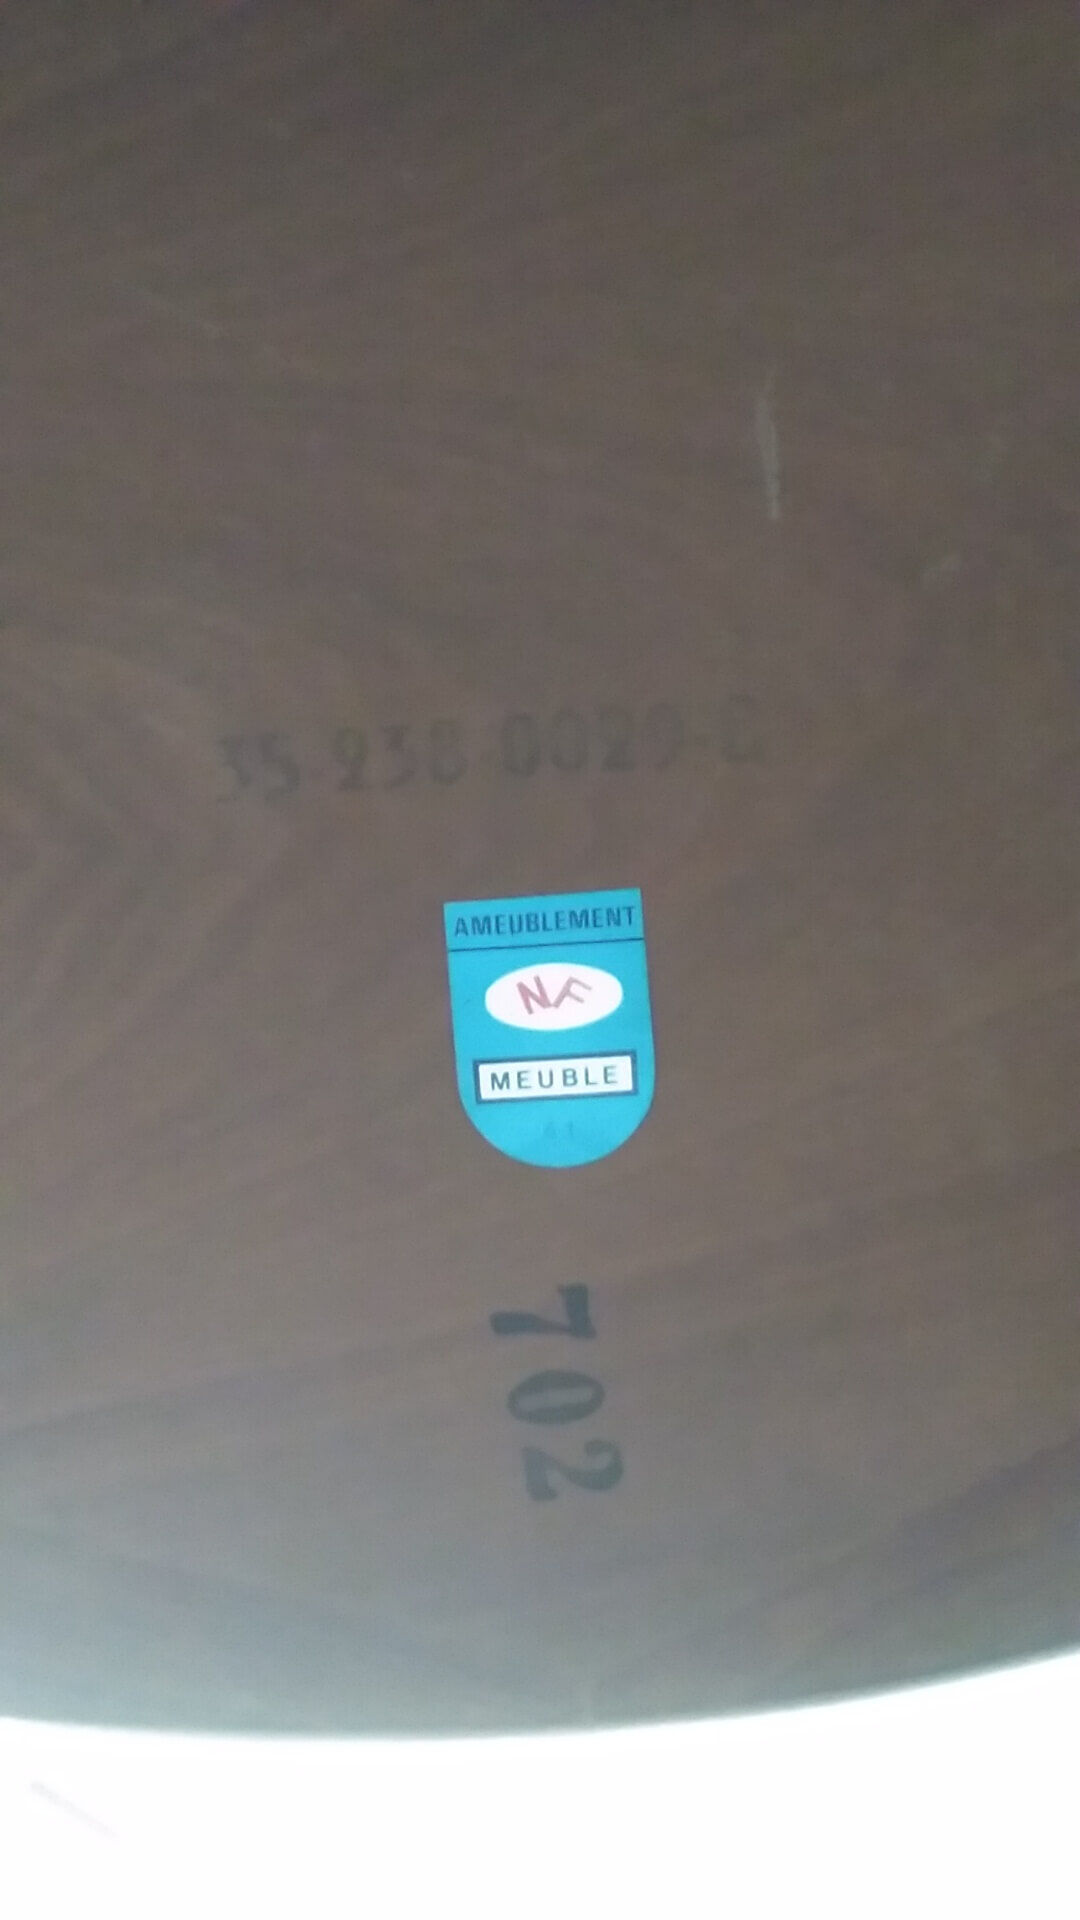 35 238 0029-C
AMEUBLEMENT
NF
MEUBLE
702